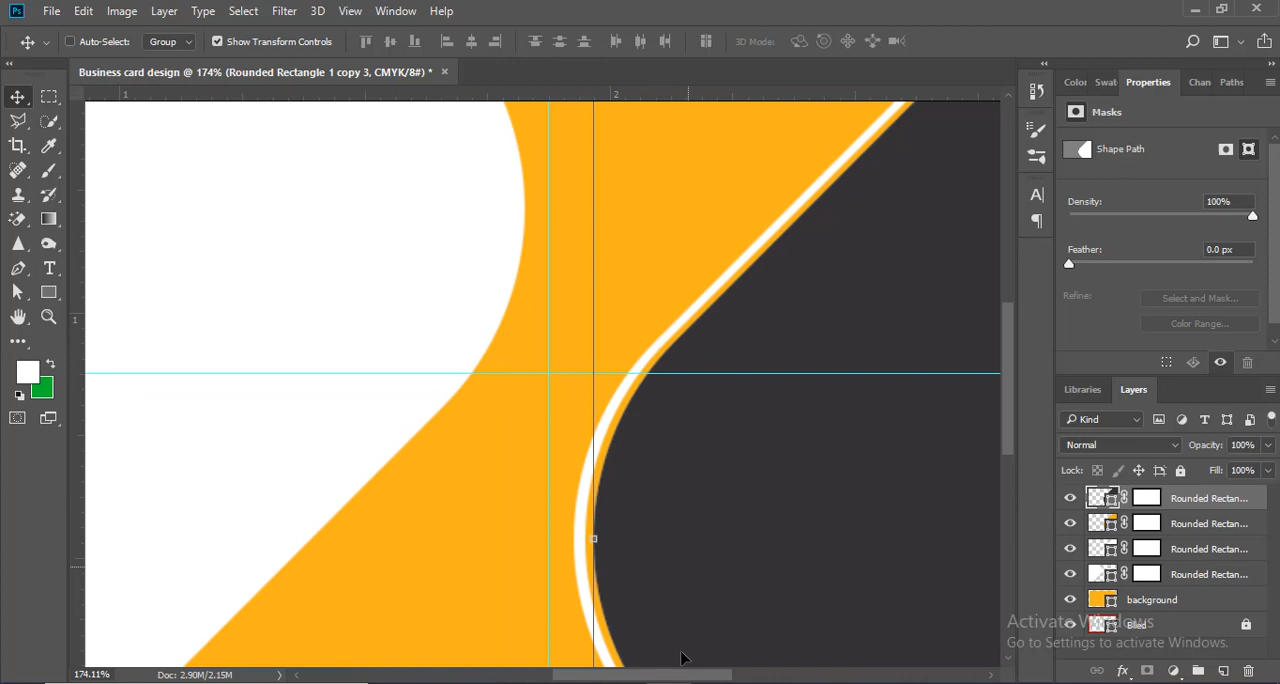 Ps File Edit Image Layer Type Select Filter 3D View Window Help
Auto-Select: Group Show Transform Controls 3D Mode:
Business card design @ 174% (Rounded Rectangle 1 copy 3, CMYK/8#) * ×
Color Swat Properties Chan Paths
1 2
Masks
Shape Path
Density: 100%
Feather: 0.0 px
Refine: Select and Mask...
Color Range...
1
Libraries Layers
Kind
Normal Opacity: 100%
Lock: Fill: 100%
Rounded Rectan...
Rounded Rectan...
Rounded Rectan...
Rounded Rectan...
background
Bled
Activate Windows
Go to Settings to activate Windows.
174.11% Doc: 2.90M/2.15M
fx